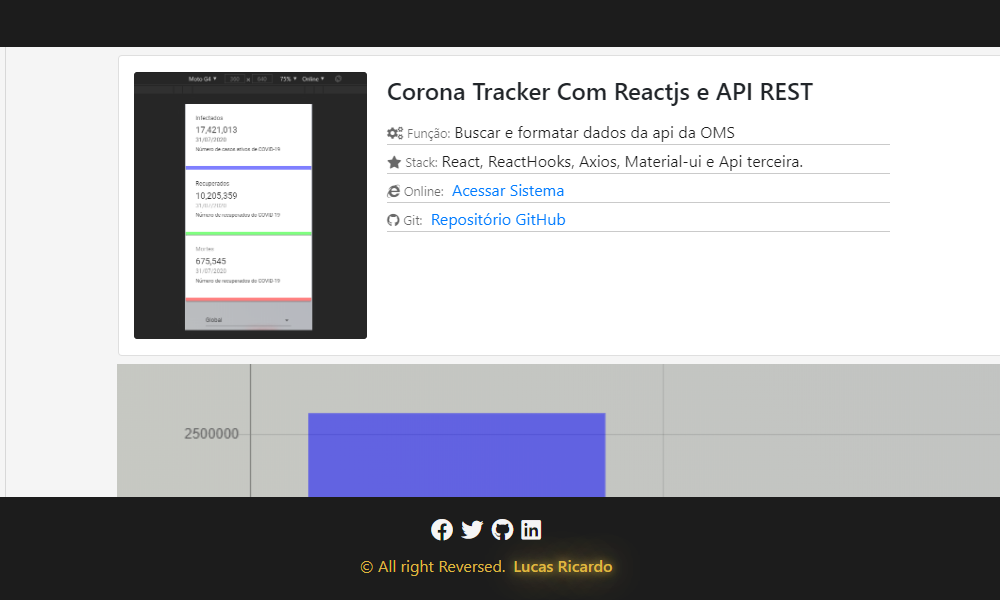 Moto G4 360 x 640 75% Online
Infectados
17,421,013
31/07/2020
Número de casos ativos de COVID-19
Recuperados
10,205,359
31/07/2020
Número de recuperados do COVID-19
Mortes
675,545
31/07/2020
Número de recuperados do COVID-19
Global
Corona Tracker Com Reactjs e API REST
Função: Buscar e formatar dados da api da OMS
Stack: React, ReactHooks, Axios, Material-ui e Api terceira.
Online: Acessar Sistema
Git: Repositório GitHub
2500000
© All right Reversed. Lucas Ricardo